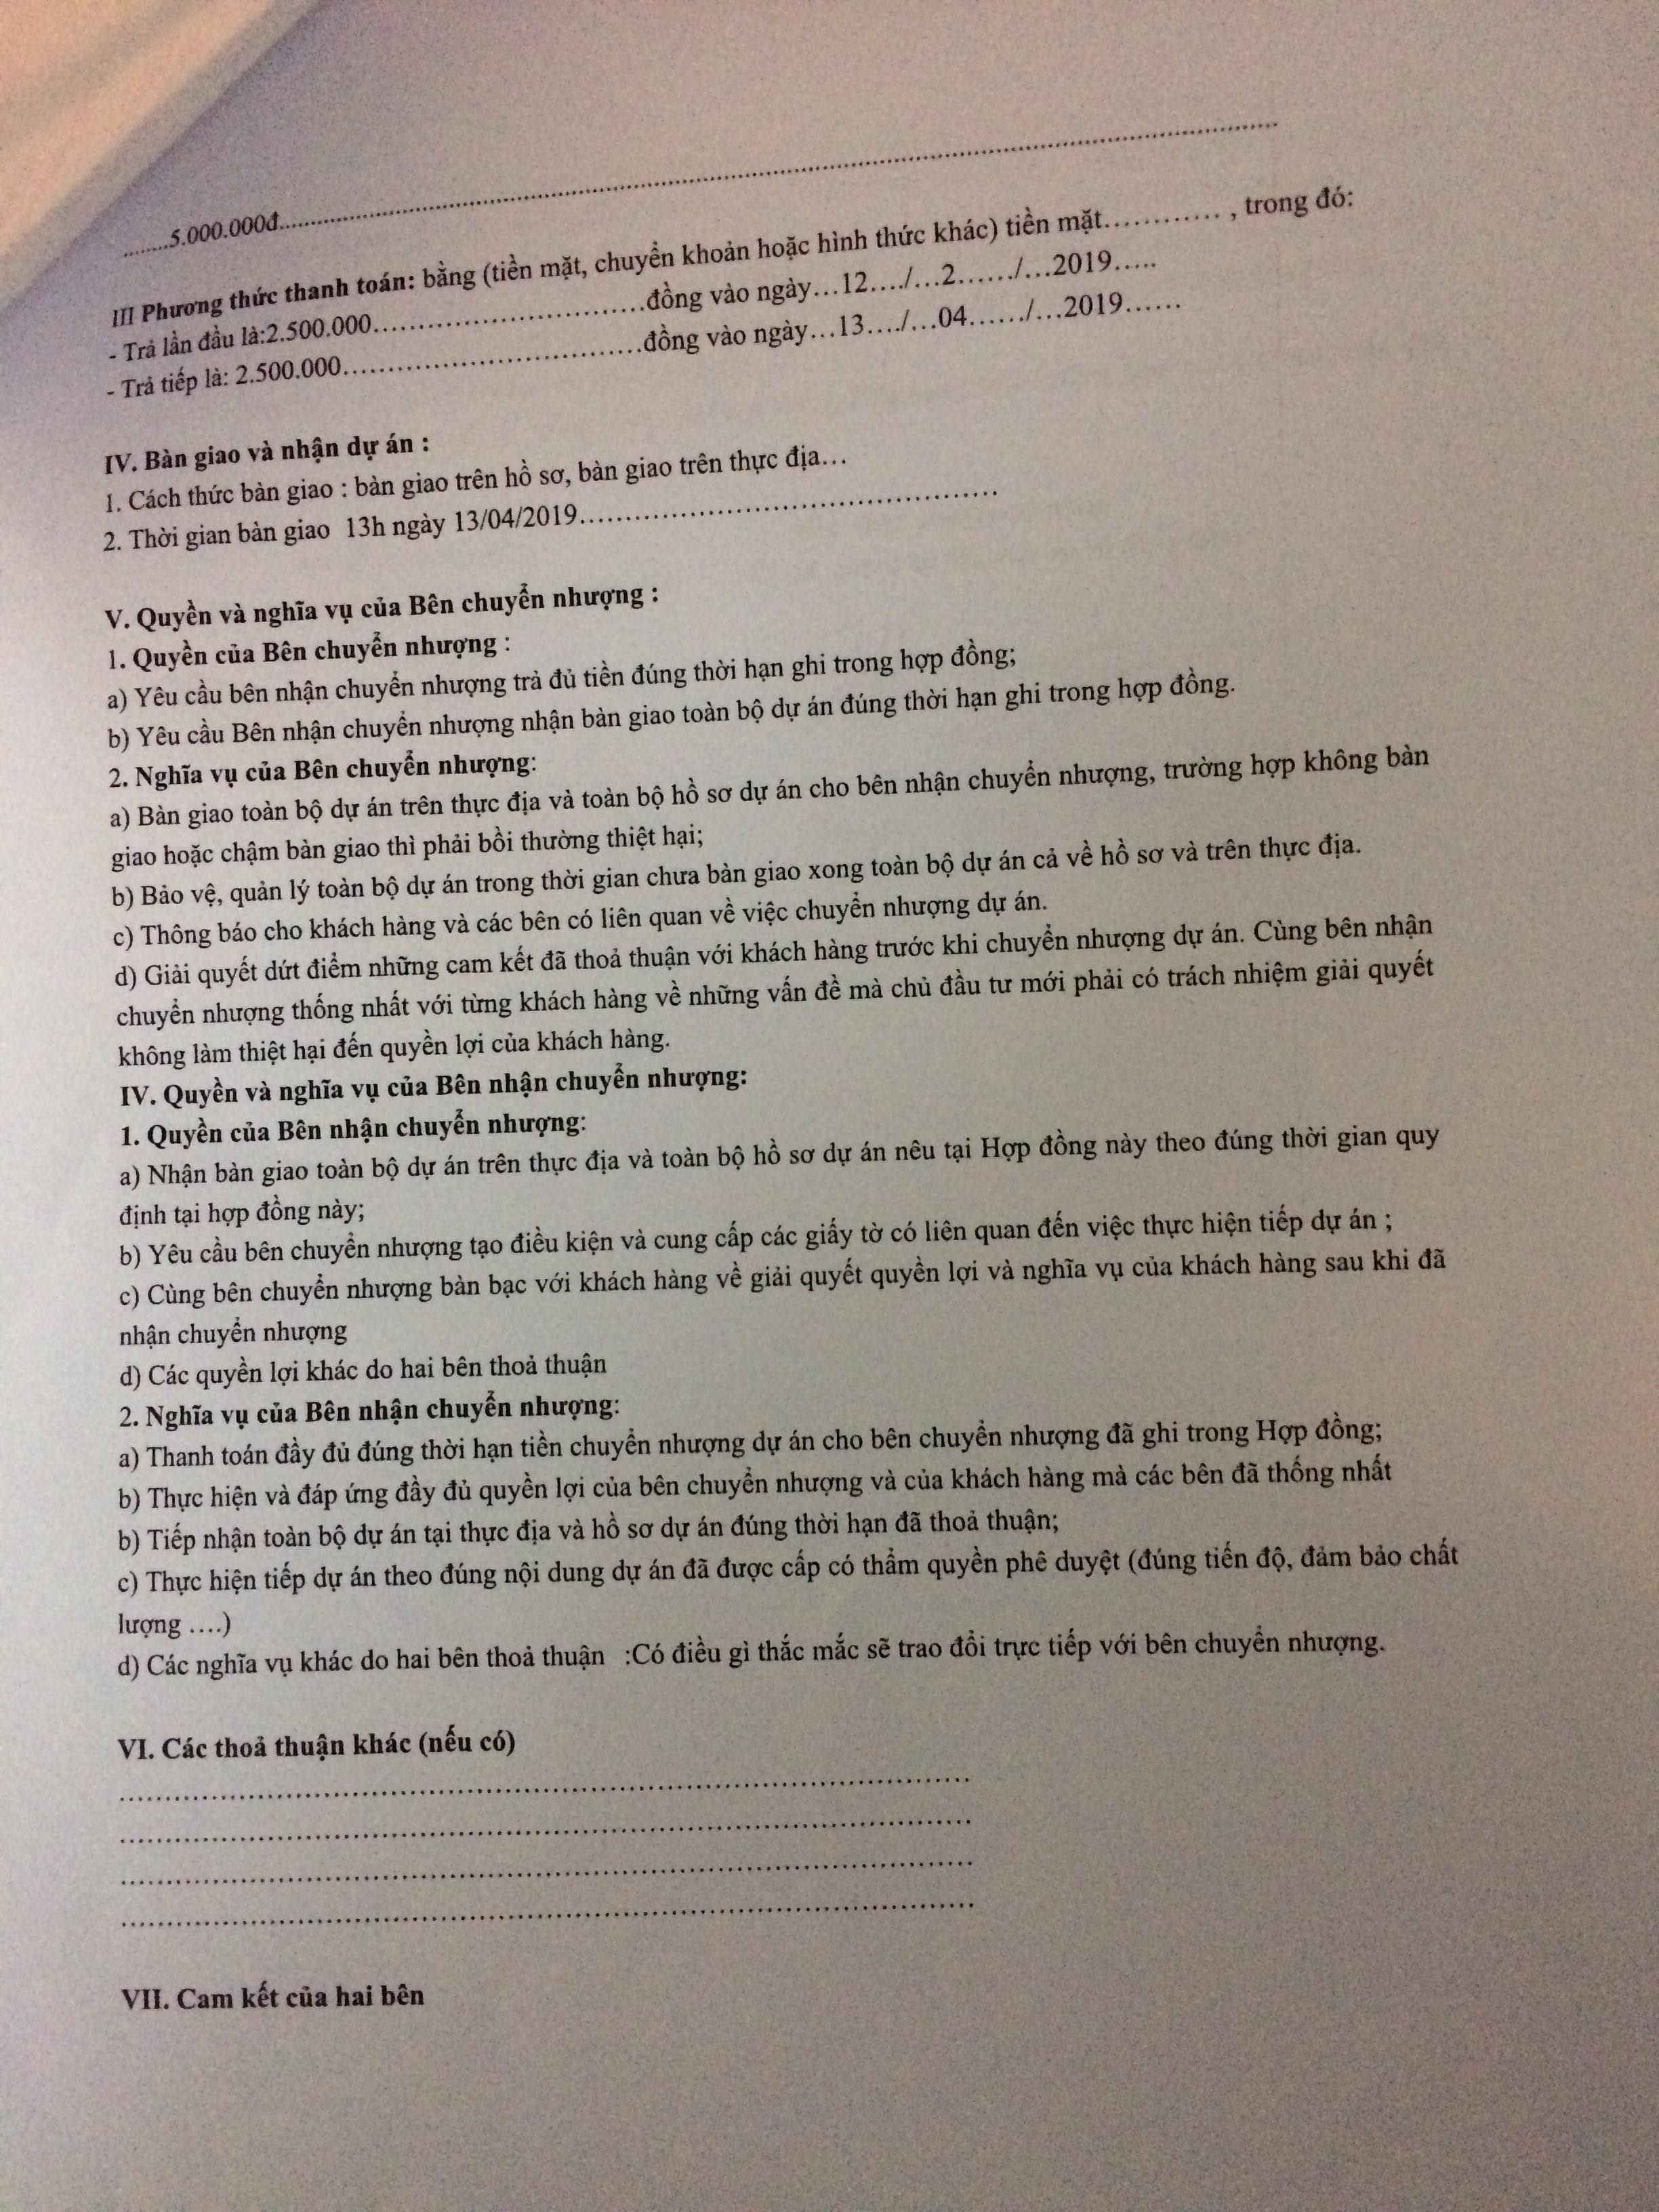 ........5.000.000đ........................................................................................................
III Phương thức thanh toán: bằng (tiền mặt, chuyển khoản hoặc hình thức khác) tiền mặt............. , trong đó:
- Trả lần đầu là:2.500.000..............................đồng vào ngày...12..../...2....../...2019.....
- Trả tiếp là: 2.500.000.................................đồng vào ngày...13..../...04....../...2019......
IV. Bàn giao và nhận dự án :
1. Cách thức bàn giao : bàn giao trên hồ sơ, bàn giao trên thực địa...
2. Thời gian bàn giao 13h ngày 13/04/2019..............................................
V. Quyền và nghĩa vụ của Bên chuyển nhượng :
1. Quyền của Bên chuyển nhượng :
a) Yêu cầu bên nhận chuyển nhượng trả đủ tiền đúng thời hạn ghi trong hợp đồng;
b) Yêu cầu Bên nhận chuyển nhượng nhận bàn giao toàn bộ dự án đúng thời hạn ghi trong hợp đồng.
2. Nghĩa vụ của Bên chuyển nhượng:
a) Bàn giao toàn bộ dự án trên thực địa và toàn bộ hồ sơ dự án cho bên nhận chuyển nhượng, trường hợp không bàn
giao hoặc chậm bàn giao thì phải bồi thường thiệt hại;
b) Bảo vệ, quản lý toàn bộ dự án trong thời gian chưa bàn giao xong toàn bộ dự án cả về hồ sơ và trên thực địa.
c) Thông báo cho khách hàng và các bên có liên quan về việc chuyển nhượng dự án.
d) Giải quyết dứt điểm những cam kết đã thoả thuận với khách hàng trước khi chuyển nhượng dự án. Cùng bên nhận
chuyển nhượng thống nhất với từng khách hàng về những vấn đề mà chủ đầu tư mới phải có trách nhiệm giải quyết
không làm thiệt hại đến quyền lợi của khách hàng.
IV. Quyền và nghĩa vụ của Bên nhận chuyển nhượng:
1. Quyền của Bên nhận chuyển nhượng:
a) Nhận bàn giao toàn bộ dự án trên thực địa và toàn bộ hồ sơ dự án nêu tại Hợp đồng này theo đúng thời gian quy
định tại hợp đồng này;
b) Yêu cầu bên chuyển nhượng tạo điều kiện và cung cấp các giấy tờ có liên quan đến việc thực hiện tiếp dự án ;
c) Cùng bên chuyển nhượng bàn bạc với khách hàng về giải quyết quyền lợi và nghĩa vụ của khách hàng sau khi đã
nhận chuyển nhượng
d) Các quyền lợi khác do hai bên thoả thuận
2. Nghĩa vụ của Bên nhận chuyển nhượng:
a) Thanh toán đầy đủ đúng thời hạn tiền chuyển nhượng dự án cho bên chuyển nhượng đã ghi trong Hợp đồng;
b) Thực hiện và đáp ứng đầy đủ quyền lợi của bên chuyển nhượng và của khách hàng mà các bên đã thống nhất
b) Tiếp nhận toàn bộ dự án tại thực địa và hồ sơ dự án đúng thời hạn đã thoả thuận;
c) Thực hiện tiếp dự án theo đúng nội dung dự án đã được cấp có thẩm quyền phê duyệt (đúng tiến độ, đảm bảo chất
lượng ....)
d) Các nghĩa vụ khác do hai bên thoả thuận :Có điều gì thắc mắc sẽ trao đổi trực tiếp với bên chuyển nhượng.
VI. Các thoả thuận khác (nếu có)
..............................................................................................
..............................................................................................
..............................................................................................
..............................................................................................
VII. Cam kết của hai bên